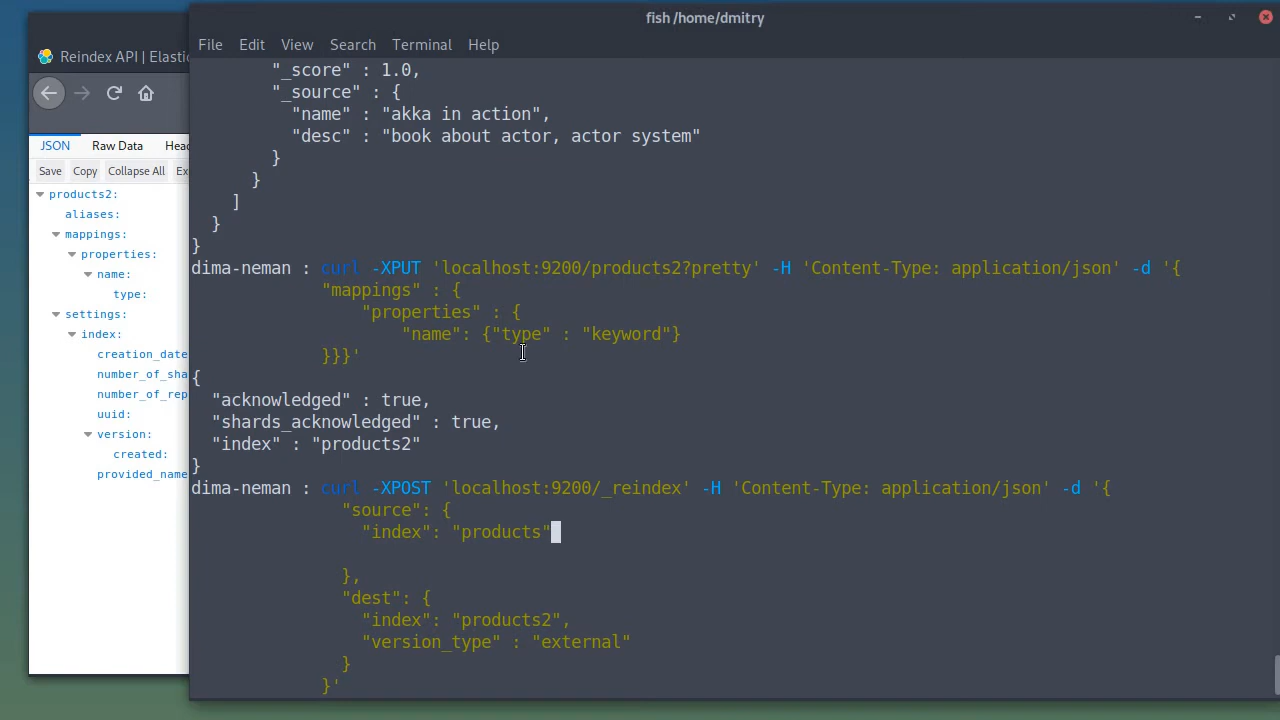 fish /home/dmitry
File Edit View Search Terminal Help
Reindex API | Elasti
JSON Raw Data Hea
Save Copy Collapse All Ex
products2:
aliases:
mappings:
properties:
name:
type:
settings:
index:
creation_date
number_of_sha
number_of_rep
uuid:
version:
created:
provided_name
"_score" : 1.0,
"_source" : {
"name" : "akka in action",
"desc" : "book about actor, actor system"
}
}
]
}
}
dima-neman : curl -XPUT 'localhost:9200/products2?pretty' -H 'Content-Type: application/json' -d '{
"mappings" : {
"properties" : {
"name": {"type" : "keyword"}
}}}'
{
"acknowledged" : true,
"shards_acknowledged" : true,
"index" : "products2"
}
dima-neman : curl -XPOST 'localhost:9200/_reindex' -H 'Content-Type: application/json' -d '{
"source": {
"index": "products"
},
"dest": {
"index": "products2",
"version_type" : "external"
}
}'